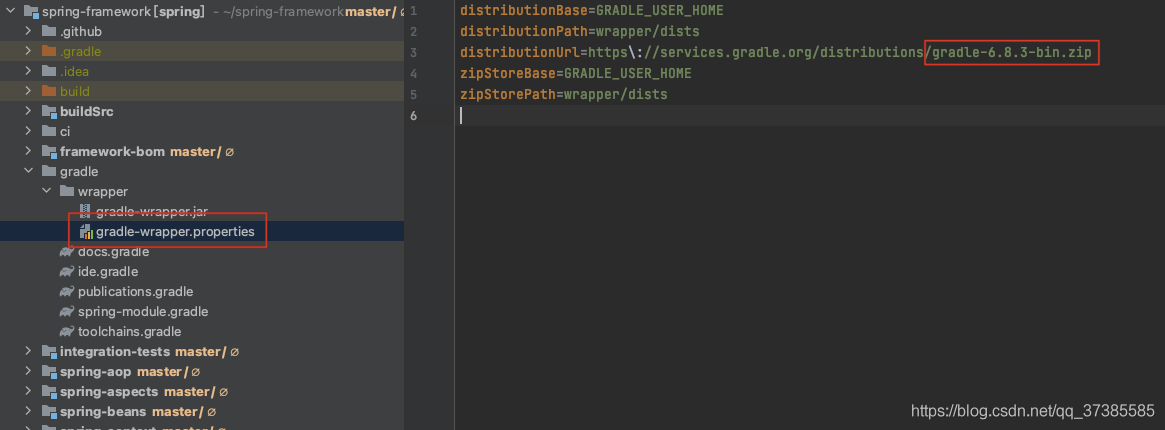 spring-framework [spring] - ~/spring-framework master / ∅
.github
.gradle
.idea
build
buildSrc
ci
framework-bom master / ∅
gradle
wrapper
gradle-wrapper.jar
gradle-wrapper.properties
docs.gradle
ide.gradle
publications.gradle
spring-module.gradle
toolchains.gradle
integration-tests master / ∅
spring-aop master / ∅
spring-aspects master / ∅
spring-beans master / ∅
spring-context master / ∅
1 distributionBase=GRADLE_USER_HOME
2 distributionPath=wrapper/dists
3 distributionUrl=https\://services.gradle.org/distributions/gradle-6.8.3-bin.zip
4 zipStoreBase=GRADLE_USER_HOME
5 zipStorePath=wrapper/dists
6
https://blog.csdn.net/qq_37385585